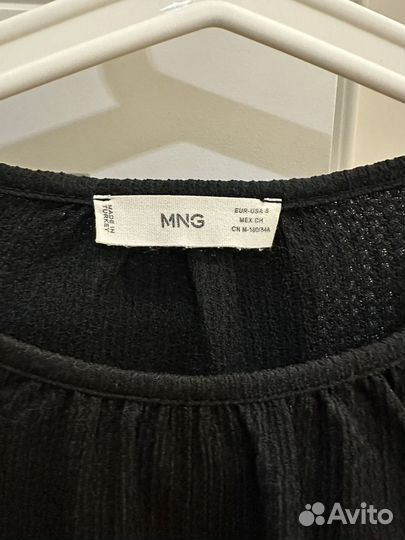 MADE IN
TURKEY
MNG
EUR-USA S
MEX CH
CN M-160/84A
Avito